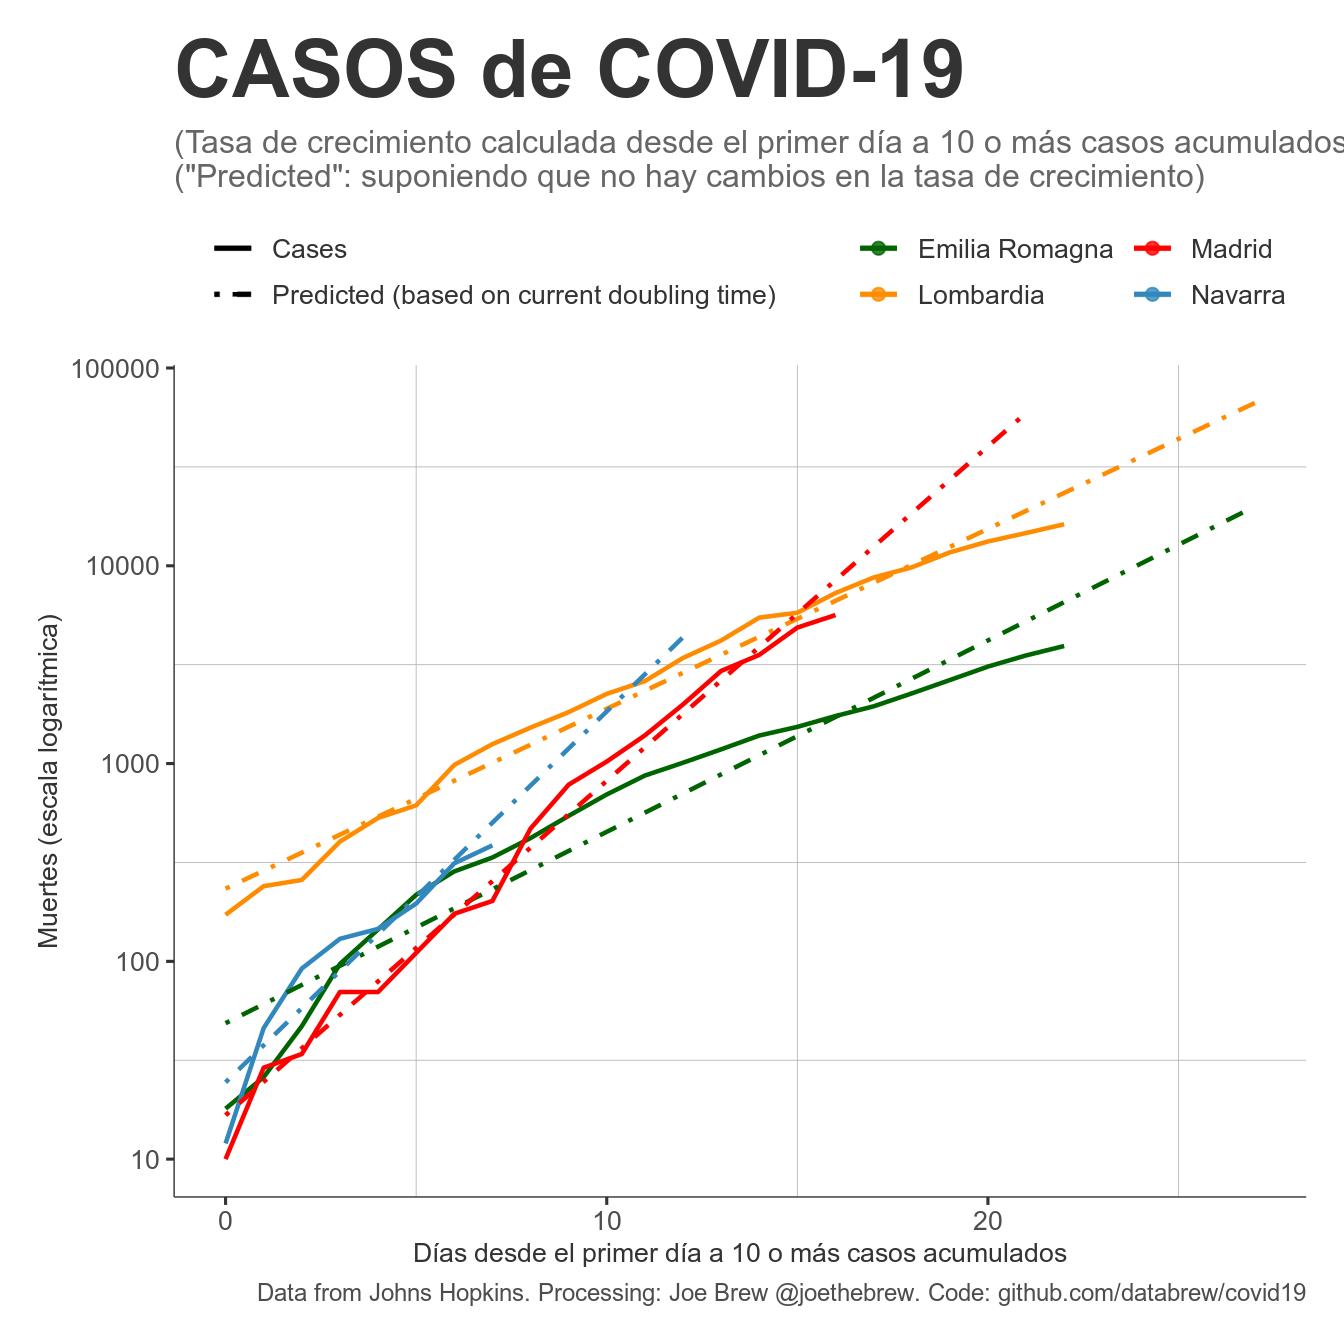 CASOS de COVID-19
(Tasa de crecimiento calculada desde el primer día a 10 o más casos acumulados
("Predicted": suponiendo que no hay cambios en la tasa de crecimiento)
Cases
Predicted (based on current doubling time)
Emilia Romagna
Lombardia
Madrid
Navarra
Muertes (escala logarítmica)
100000
10000
1000
100
10
0 10 20
Días desde el primer día a 10 o más casos acumulados
Data from Johns Hopkins. Processing: Joe Brew @joethebrew. Code: github.com/databrew/covid19